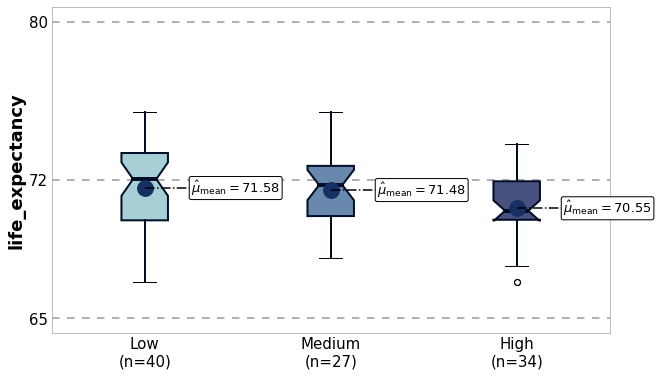 80
72
65
life_expectancy
μ̂mean = 71.58
μ̂mean = 71.48
μ̂mean = 70.55
Low
(n=40)
Medium
(n=27)
High
(n=34)